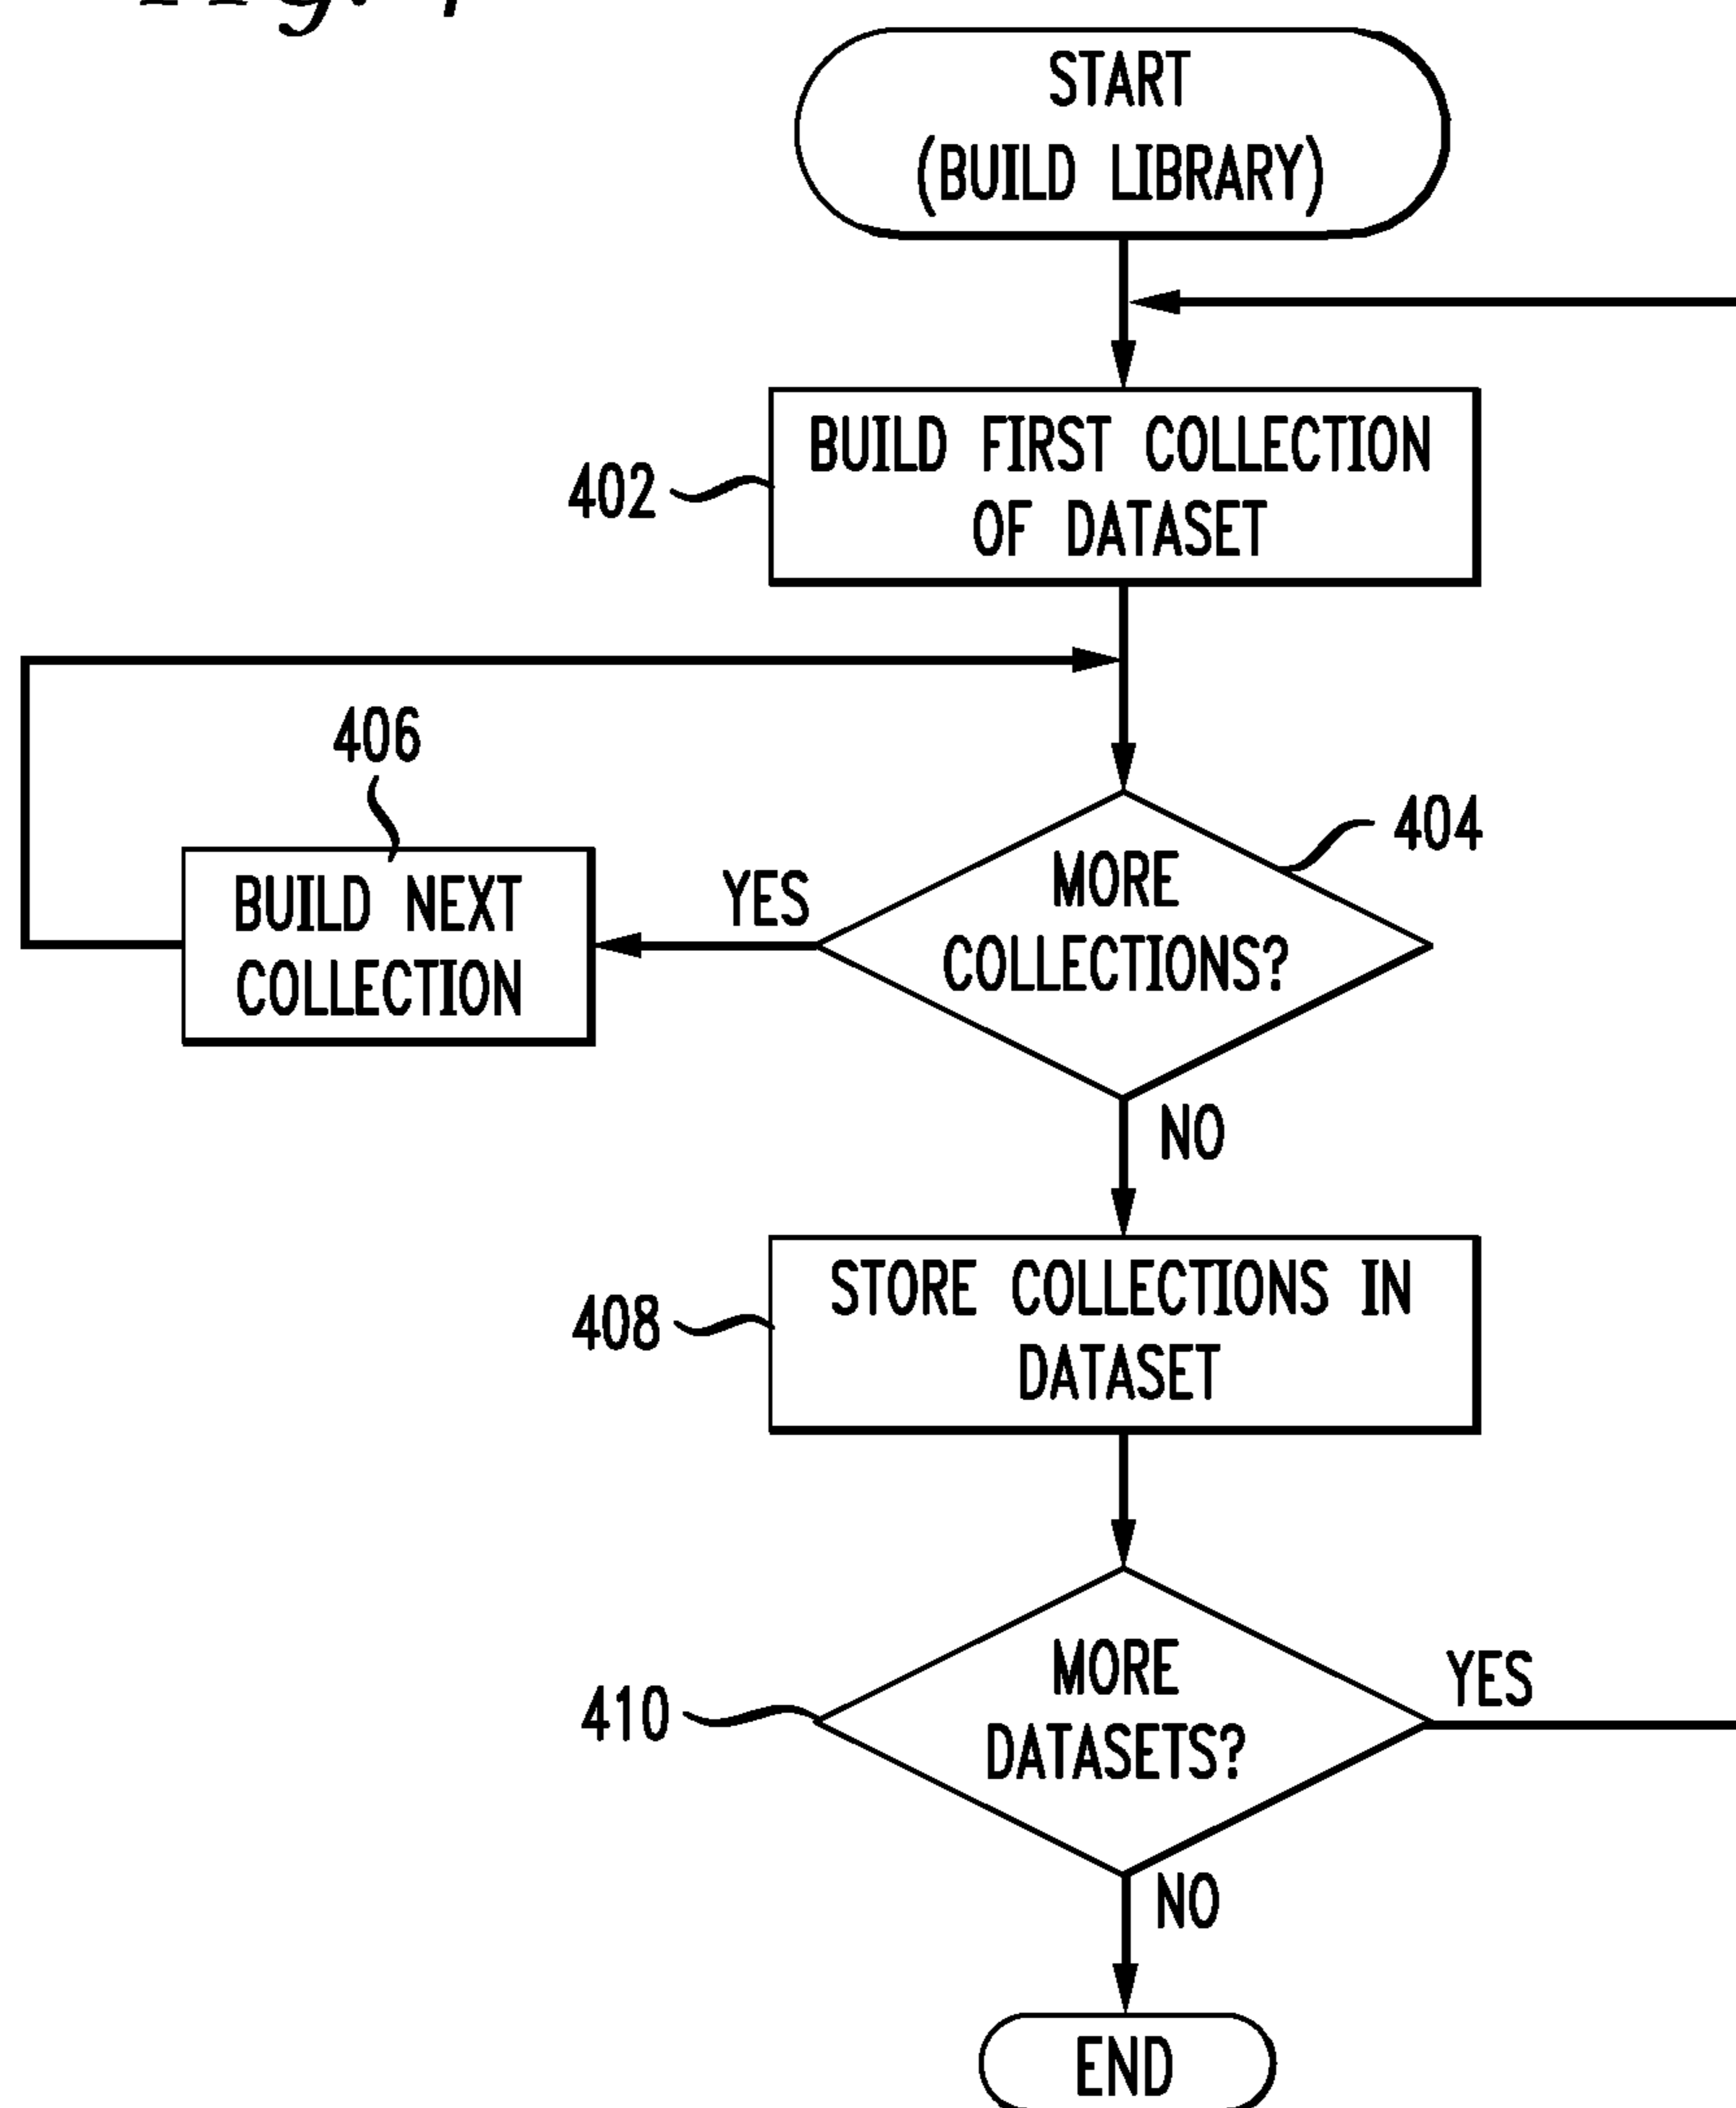 START
(BUILD LIBRARY)
BUILD FIRST COLLECTION
OF DATASET
402
406
404
MORE
COLLECTIONS?
YES
BUILD NEXT
COLLECTION
NO
STORE COLLECTIONS IN
DATASET
408
MORE
DATASETS?
YES
410
NO
END